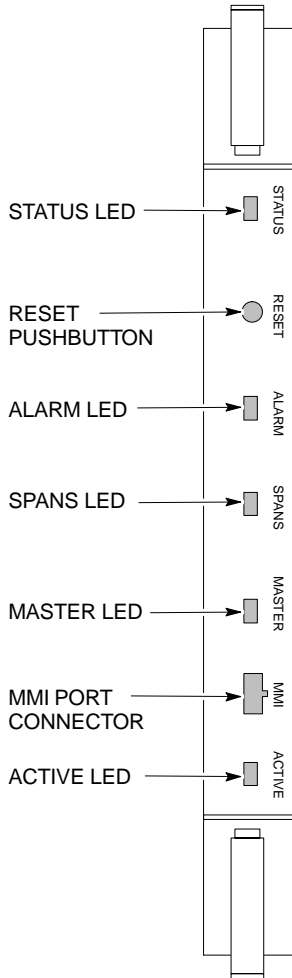 STATUS LED
STATUS
RESET
PUSHBUTTON
RESET
ALARM LED
ALARM
SPANS LED
SPANS
MASTER LED
MASTER
MMI PORT
CONNECTOR
MMI
ACTIVE LED
ACTIVE